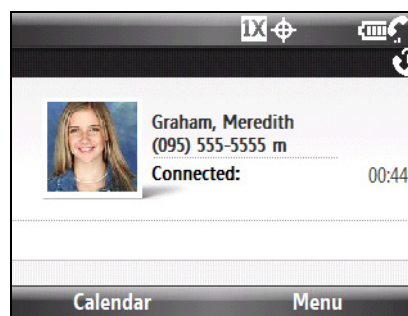 1X
Graham, Meredith
(095) 555-5555 m
Connected: 00:44
Calendar Menu